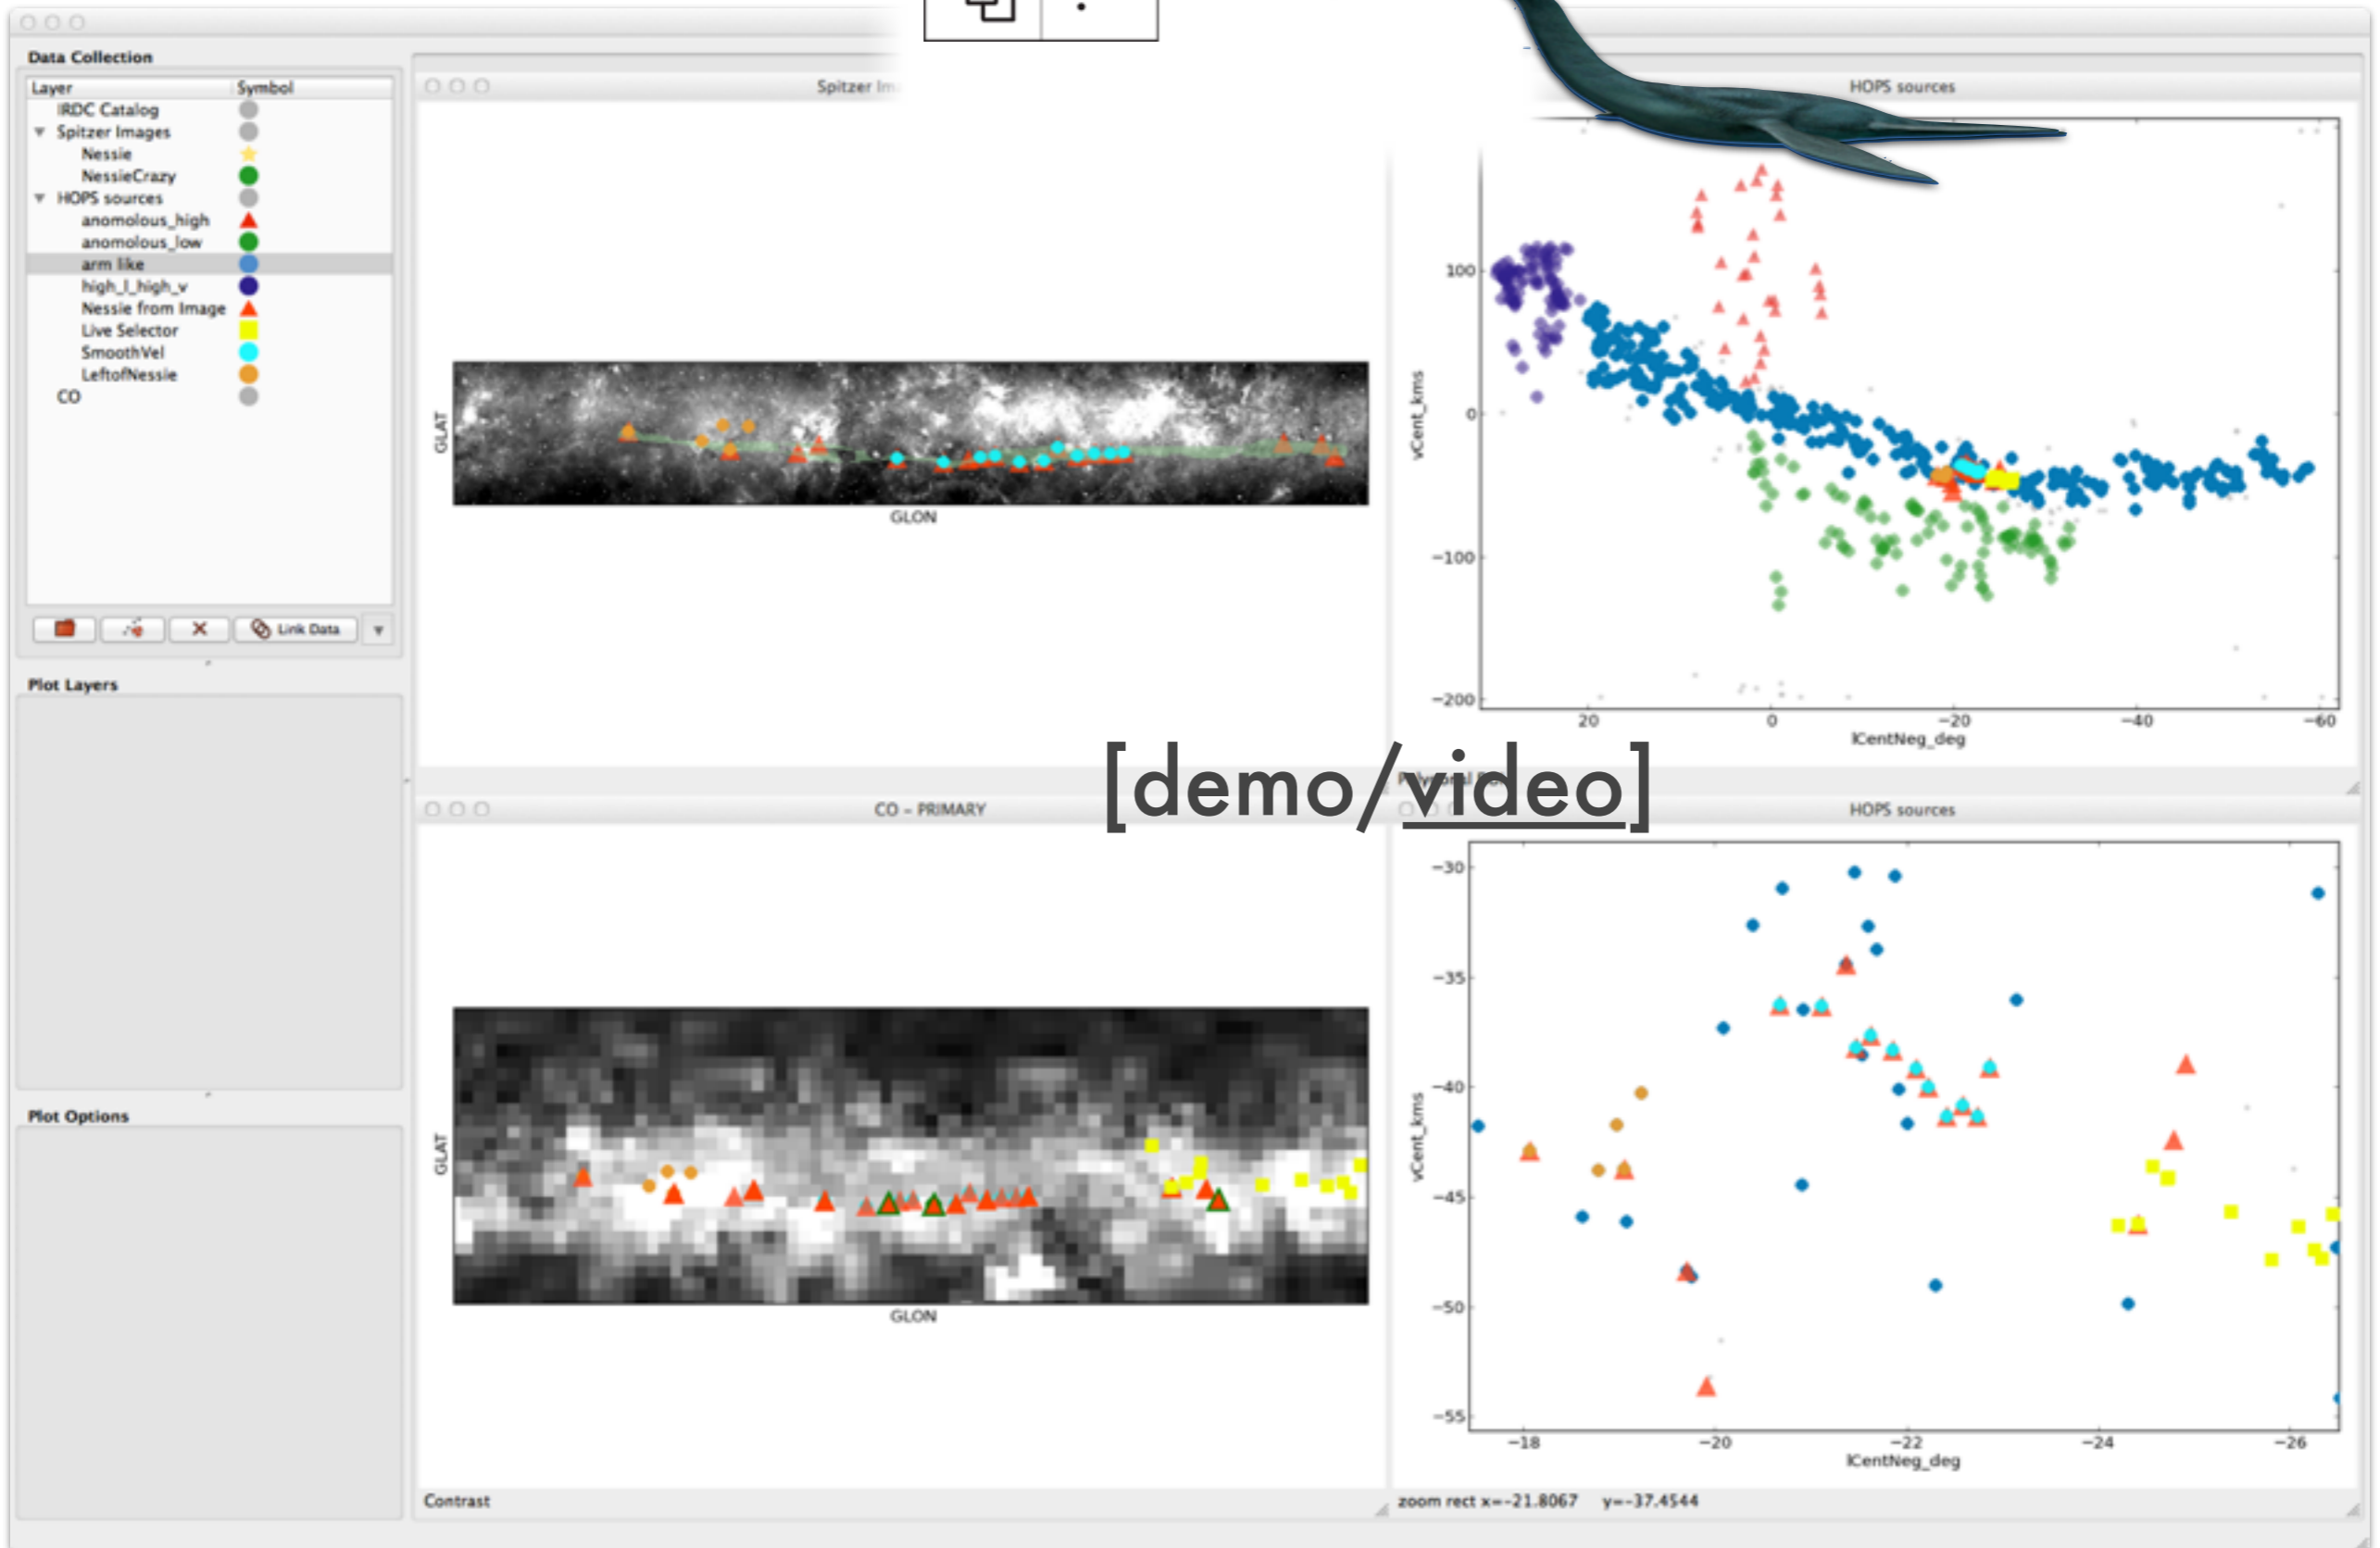 Data Collection
Layer Symbol
IRDC Catalog
Spitzer Images
Nessie
NessieCrazy
HOPS sources
anomolous_high
anomolous_low
arm like
high_l_high_v
Nessie from Image
Live Selector
SmoothVel
LeftofNessie
CO
Link Data
Plot Layers
Plot Options
Spitzer
GLAT
GLON
HOPS sources
100
0
−100
−200
vCent_kms
20 0 −20 −40 −60
lCentNeg_deg
[demo/video]
CO – PRIMARY
GLAT
GLON
Contrast
HOPS sources
−30
−35
−40
−45
−50
−55
vCent_kms
−18 −20 −22 −24 −26
lCentNeg_deg
zoom rect x=−21.8067 y=−37.4544